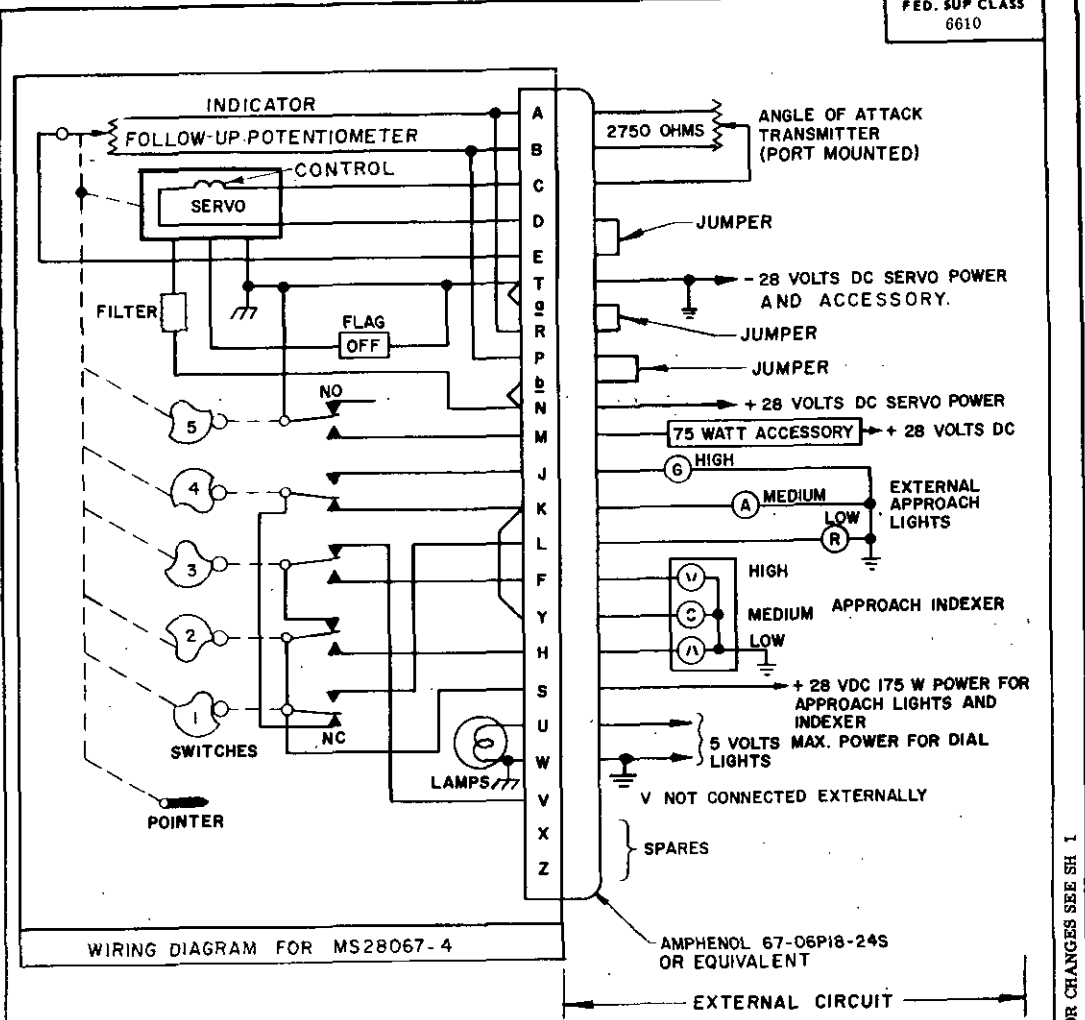 FED. SUP CLASS
6610
INDICATOR
FOLLOW-UP POTENTIOMETER
CONTROL
SERVO
FILTER
FLAG
OFF
NO
5
4
3
2
1
SWITCHES
NC
LAMPS
POINTER
A
B
C
D
E
T
a
R
P
b
N
M
J
K
L
F
Y
H
S
U
W
V
X
Z
2750 OHMS
ANGLE OF ATTACK
TRANSMITTER
(PORT MOUNTED)
JUMPER
- 28 VOLTS DC SERVO POWER
AND ACCESSORY.
JUMPER
JUMPER
+ 28 VOLTS DC SERVO POWER
75 WATT ACCESSORY
+ 28 VOLTS DC
G
HIGH
A
MEDIUM
LOW
R
EXTERNAL
APPROACH
LIGHTS
V
HIGH
C
MEDIUM
APPROACH INDEXER
LOW
Λ
+ 28 VDC 175 W POWER FOR
APPROACH LIGHTS AND
INDEXER
5 VOLTS MAX. POWER FOR DIAL
LIGHTS
V NOT CONNECTED EXTERNALLY
SPARES
WIRING DIAGRAM FOR MS28067-4
AMPHENOL 67-06P18-24S
OR EQUIVALENT
EXTERNAL CIRCUIT
OR CHANGES SEE SH 1